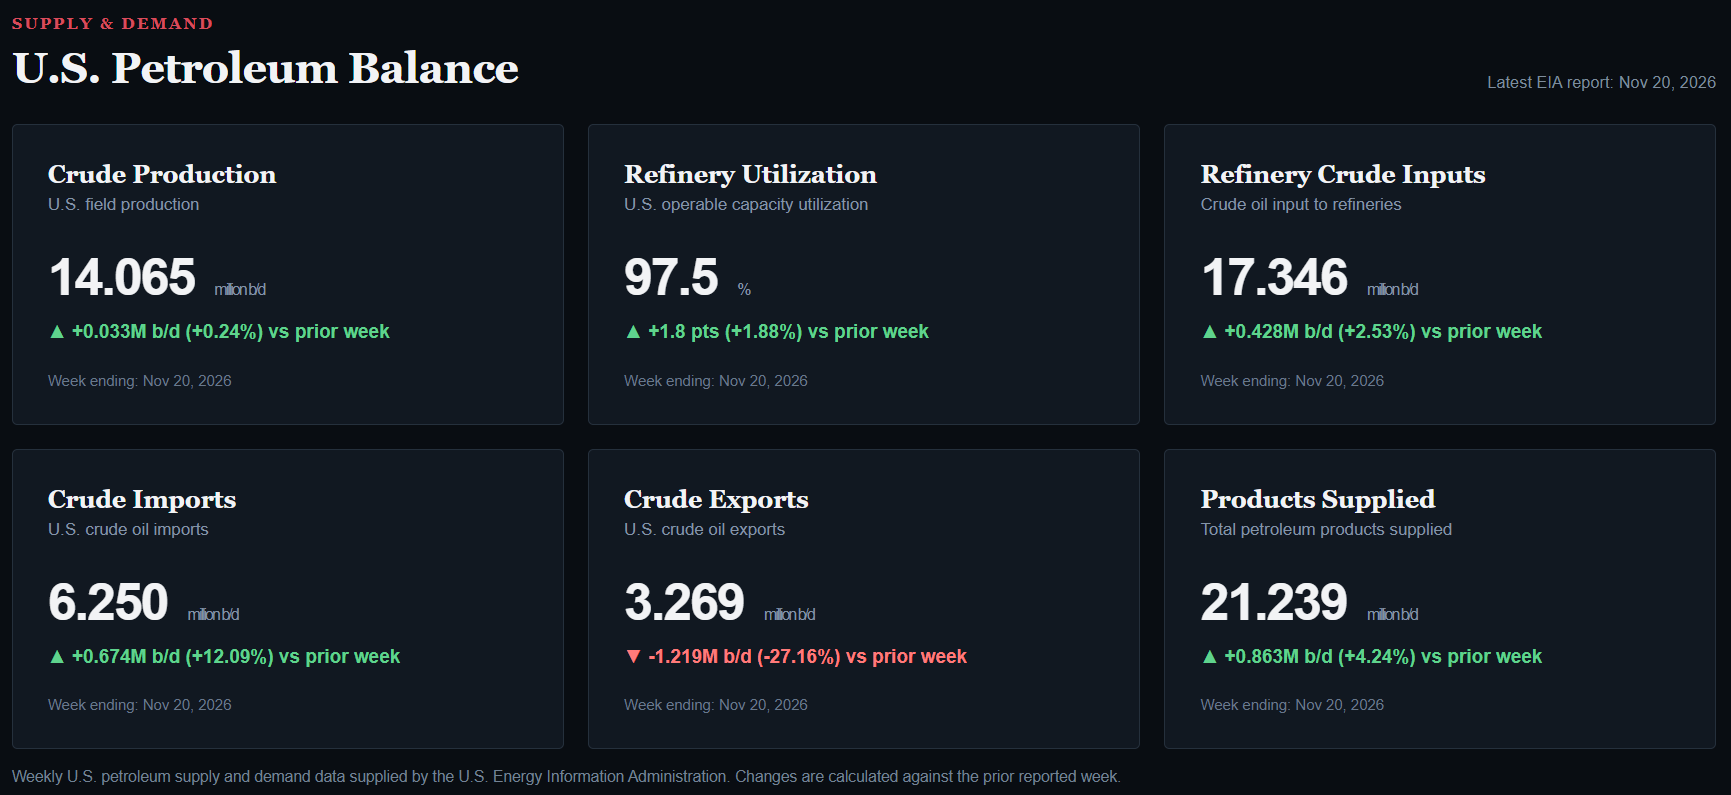 SUPPLY & DEMAND
U.S. Petroleum Balance
Latest EIA report: Nov 20, 2026
Crude Production
U.S. field production
14.065 million b/d
▲ +0.033M b/d (+0.24%) vs prior week
Week ending: Nov 20, 2026
Refinery Utilization
U.S. operable capacity utilization
97.5 %
▲ +1.8 pts (+1.88%) vs prior week
Week ending: Nov 20, 2026
Refinery Crude Inputs
Crude oil input to refineries
17.346 million b/d
▲ +0.428M b/d (+2.53%) vs prior week
Week ending: Nov 20, 2026
Crude Imports
U.S. crude oil imports
6.250 million b/d
▲ +0.674M b/d (+12.09%) vs prior week
Week ending: Nov 20, 2026
Crude Exports
U.S. crude oil exports
3.269 million b/d
▼ -1.219M b/d (-27.16%) vs prior week
Week ending: Nov 20, 2026
Products Supplied
Total petroleum products supplied
21.239 million b/d
▲ +0.863M b/d (+4.24%) vs prior week
Week ending: Nov 20, 2026
Weekly U.S. petroleum supply and demand data supplied by the U.S. Energy Information Administration. Changes are calculated against the prior reported week.